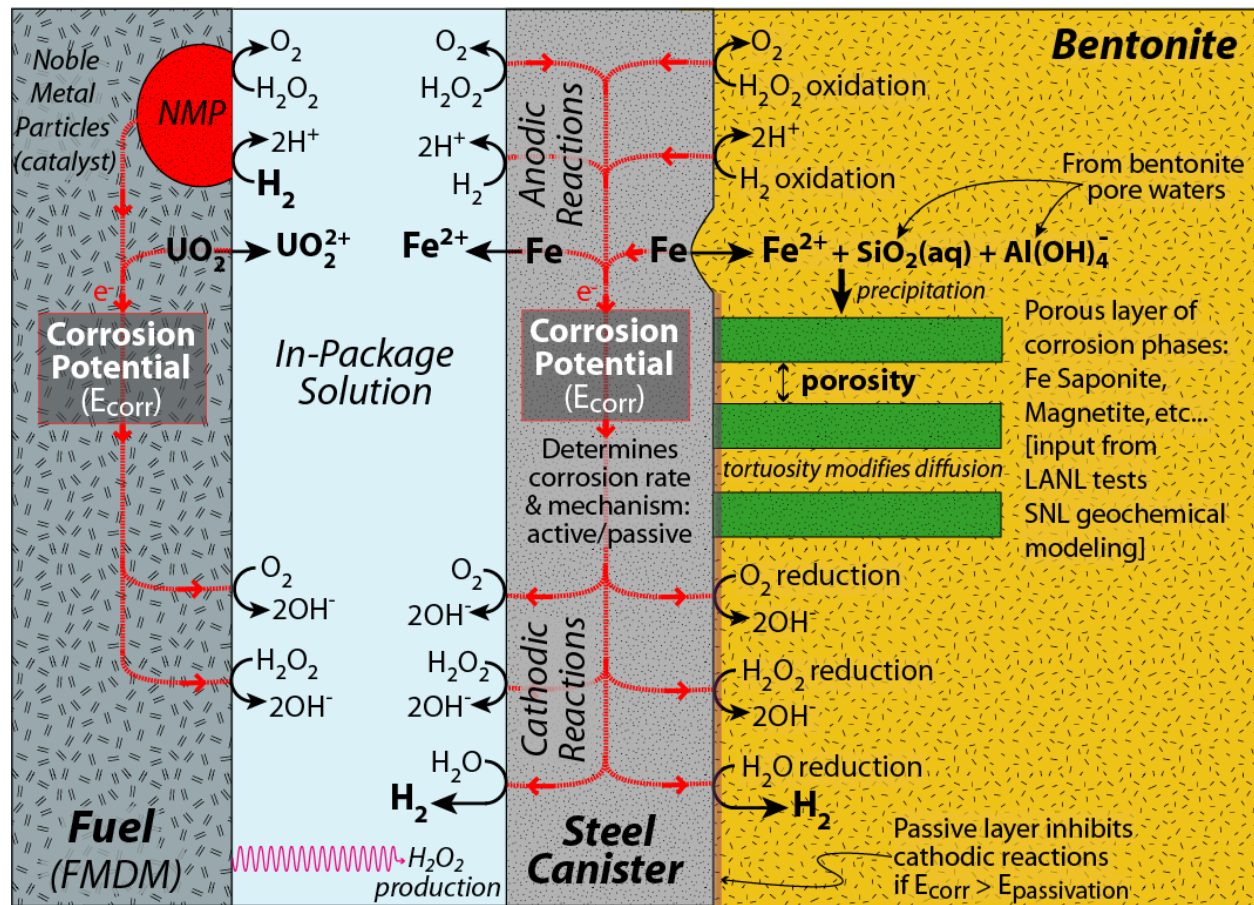 Noble
Metal
Particles
(catalyst)
NMP
O₂
H₂O₂
2H⁺
H₂
UO₂
UO₂²⁺
e⁻
Corrosion
Potential
(Ecorr)
O₂
2OH⁻
H₂O₂
2OH⁻
Fuel
(FMDM)
In-Package
Solution
H₂O₂
production
O₂
H₂O₂
2H⁺
H₂
Fe²⁺
O₂
2OH⁻
H₂O₂
2OH⁻
H₂O
H₂
Anodic
Reactions
Fe
Fe
e⁻
Corrosion
Potential
(Ecorr)
Determines
corrosion rate
& mechanism:
active/passive
Cathodic
Reactions
Steel
Canister
Bentonite
O₂
H₂O₂ oxidation
2H⁺
H₂ oxidation
From bentonite
pore waters
Fe²⁺ + SiO₂(aq) + Al(OH)₄⁻
precipitation
porosity
tortuosity modifies diffusion
Porous layer of
corrosion phases:
Fe Saponite,
Magnetite, etc...
[input from
LANL tests
SNL geochemical
modeling]
O₂ reduction
2OH⁻
H₂O₂ reduction
2OH⁻
H₂O reduction
H₂
Passive layer inhibits
cathodic reactions
if Ecorr > Epassivation